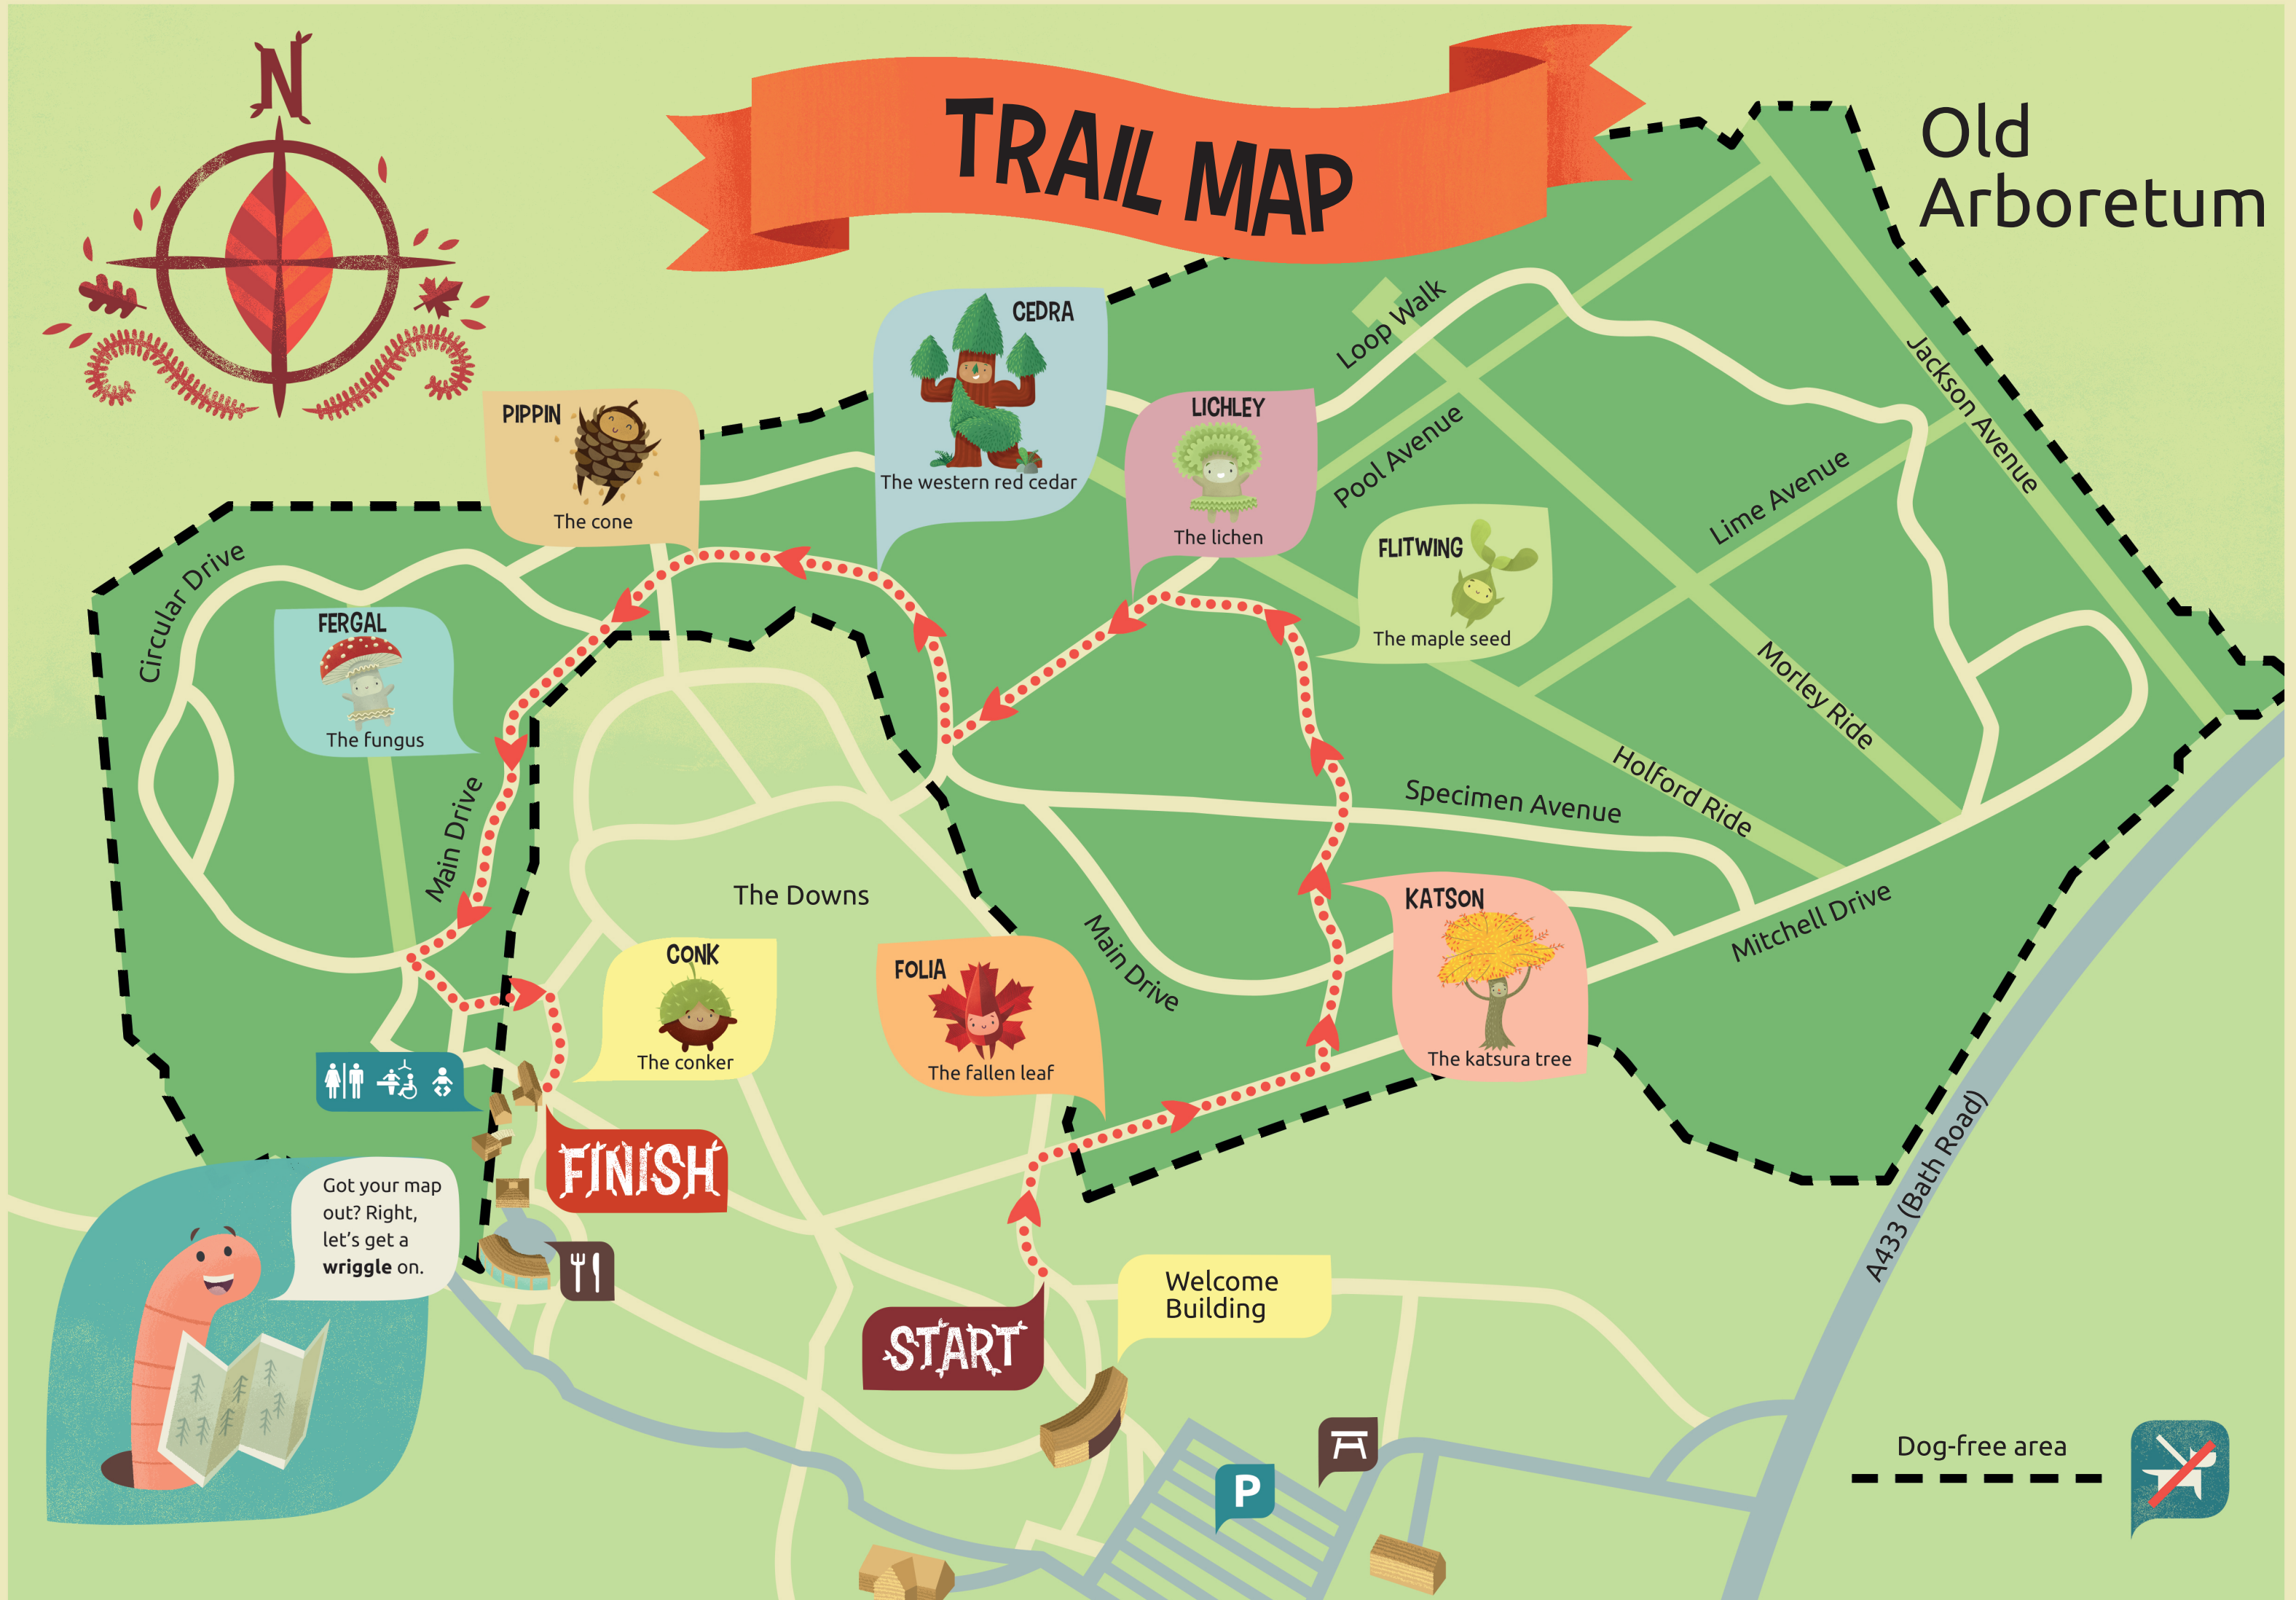 N
TRAIL MAP
Old
Arboretum
CEDRA
The western red cedar
PIPPIN
The cone
LICHLEY
The lichen
Loop Walk
Pool Avenue
Jackson Avenue
Lime Avenue
FLITWING
The maple seed
Circular Drive
FERGAL
The fungus
Morley Ride
Holford Ride
Specimen Avenue
Main Drive
The Downs
KATSON
The katsura tree
Mitchell Drive
CONK
The conker
FOLIA
The fallen leaf
Main Drive
FINISH
A433 (Bath Road)
Got your map
out? Right,
let's get a
wriggle on.
Welcome
Building
START
P
Dog-free area